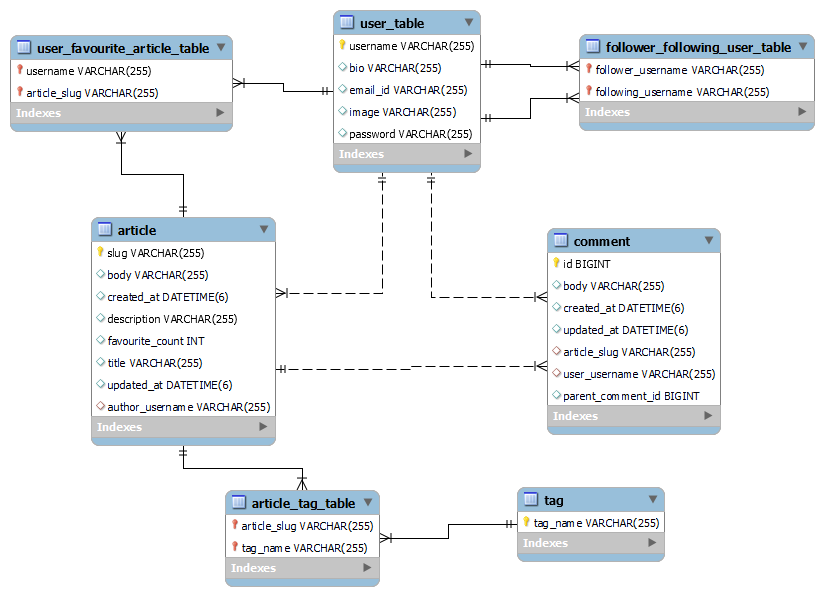 user_favourite_article_table
username VARCHAR(255)
article_slug VARCHAR(255)
Indexes
user_table
username VARCHAR(255)
bio VARCHAR(255)
email_id VARCHAR(255)
image VARCHAR(255)
password VARCHAR(255)
Indexes
follower_following_user_table
follower_username VARCHAR(255)
following_username VARCHAR(255)
Indexes
article
slug VARCHAR(255)
body VARCHAR(255)
created_at DATETIME(6)
description VARCHAR(255)
favourite_count INT
title VARCHAR(255)
updated_at DATETIME(6)
author_username VARCHAR(255)
Indexes
comment
id BIGINT
body VARCHAR(255)
created_at DATETIME(6)
updated_at DATETIME(6)
article_slug VARCHAR(255)
user_username VARCHAR(255)
parent_comment_id BIGINT
Indexes
article_tag_table
article_slug VARCHAR(255)
tag_name VARCHAR(255)
Indexes
tag
tag_name VARCHAR(255)
Indexes